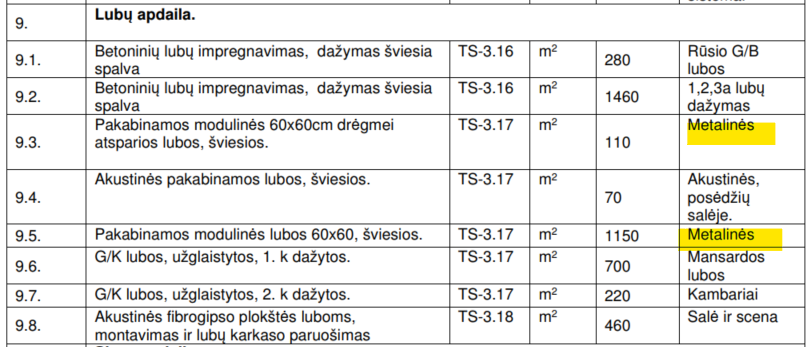 9. Lubų apdaila.
9.1. Betoninių lubų impregnavimas, dažymas šviesia TS-3.16 m² 280 Rūsio G/B
spalva lubos
9.2. Betoninių lubų impregnavimas, dažymas šviesia TS-3.16 m² 1460 1,2,3a lubų
spalva dažymas
9.3. Pakabinamos modulinės 60x60cm drėgmei TS-3.17 m² 110 Metalinės
atsparios lubos, šviesios.
9.4. Akustinės pakabinamos lubos, šviesios. TS-3.17 m² 70 Akustinės,
posėdžių
salėje.
9.5. Pakabinamos modulinės lubos 60x60, šviesios. TS-3.17 m² 1150 Metalinės
9.6. G/K lubos, užglaistytos, 1. k dažytos. TS-3.17 m² 700 Mansardos
lubos
9.7. G/K lubos, užglaistytos, 2. k dažytos. TS-3.17 m² 220 Kambariai
9.8. Akustinės fibrogipso plokštės luboms, TS-3.18 m² 460 Salė ir scena
montavimas ir lubų karkaso paruošimas